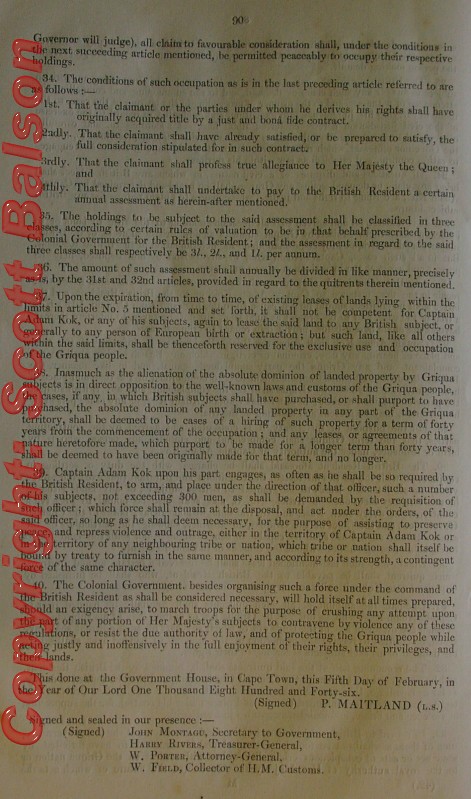 90
Governor will judge), all claim to favourable consideration shall, under the conditions in
the next succeeding article mentioned, be permitted peaceably to occupy their respective
holdings.
34. The conditions of such occupation as is in the last preceding article referred to are
as follows :—
1st. That the claimant or the parties under whom he derives his rights shall have
originally acquired title by a just and bonâ fide contract.
2ndly. That the claimant shall have already satisfied, or be prepared to satisfy, the
full consideration stipulated for in such contract.
3rdly. That the claimant shall profess true allegiance to Her Majesty the Queen ;
and
4thly. That the claimant shall undertake to pay to the British Resident a certain
annual assessment as herein-after mentioned.
35. The holdings to be subject to the said assessment shall be classified in three
classes, according to certain rules of valuation to be in that behalf prescribed by the
Colonial Government for the British Resident ; and the assessment in regard to the said
three classes shall respectively be 3l., 2l., and 1l. per annum.
36. The amount of such assessment shall annually be divided in like manner, precisely
as is, by the 31st and 32nd articles, provided in regard to the quitrents therein mentioned.
37. Upon the expiration, from time to time, of existing leases of lands lying within the
limits in article No. 5 mentioned and set forth, it shall not be competent for Captain
Adam Kok, or any of his subjects, again to lease the said land to any British subject, or
generally to any person of European birth or extraction ; but such land, like all others
within the said limits, shall be thenceforth reserved for the exclusive use and occupation
of the Griqua people.
38. Inasmuch as the alienation of the absolute dominion of landed property by Griqua
subjects is in direct opposition to the well-known laws and customs of the Griqua people,
the cases, if any, in which British subjects shall have purchased, or shall purport to have
purchased, the absolute dominion of any landed property in any part of the Griqua
territory, shall be deemed to be cases of a hiring of such property for a term of forty
years from the commencement of the occupation ; and any leases or agreements of that
nature heretofore made, which purport to be made for a longer term than forty years,
shall be deemed to have been originally made for that term, and no longer.
39. Captain Adam Kok upon his part engages, as often as he shall be so required by
the British Resident, to arm, and place under the direction of that officer, such a number
of his subjects, not exceeding 300 men, as shall be demanded by the requisition of
such officer ; which force shall remain at the disposal, and act under the orders, of the
said officer, so long as he shall deem necessary, for the purpose of assisting to preserve
peace and repress violence and outrage, either in the territory of Captain Adam Kok or
the territory of any neighbouring tribe or nation, which tribe or nation shall itself be
bound by treaty to furnish in the same manner, and according to its strength, a contingent
force of the same character.
40. The Colonial Government, besides organising such a force under the command of
the British Resident as shall be considered necessary, will hold itself at all times prepared,
should an exigency arise, to march troops for the purpose of crushing any attempt upon
the part of any portion of Her Majesty's subjects to contravene by violence any of these
regulations, or resist the due authority of law, and of protecting the Griqua people while
acting justly and inoffensively in the full enjoyment of their rights, their privileges, and
their lands.
This done at the Government House, in Cape Town, this Fifth Day of February, in
the Year of Our Lord One Thousand Eight Hundred and Forty-six.
(Signed) P. MAITLAND (L.S.)
Signed and sealed in our presence :—
(Signed) JOHN MONTAGU, Secretary to Government,
HARRY RIVERS, Treasurer-General,
W. PORTER, Attorney-General,
W. FIELD, Collector of H.M. Customs.
Copyright Scott Balson